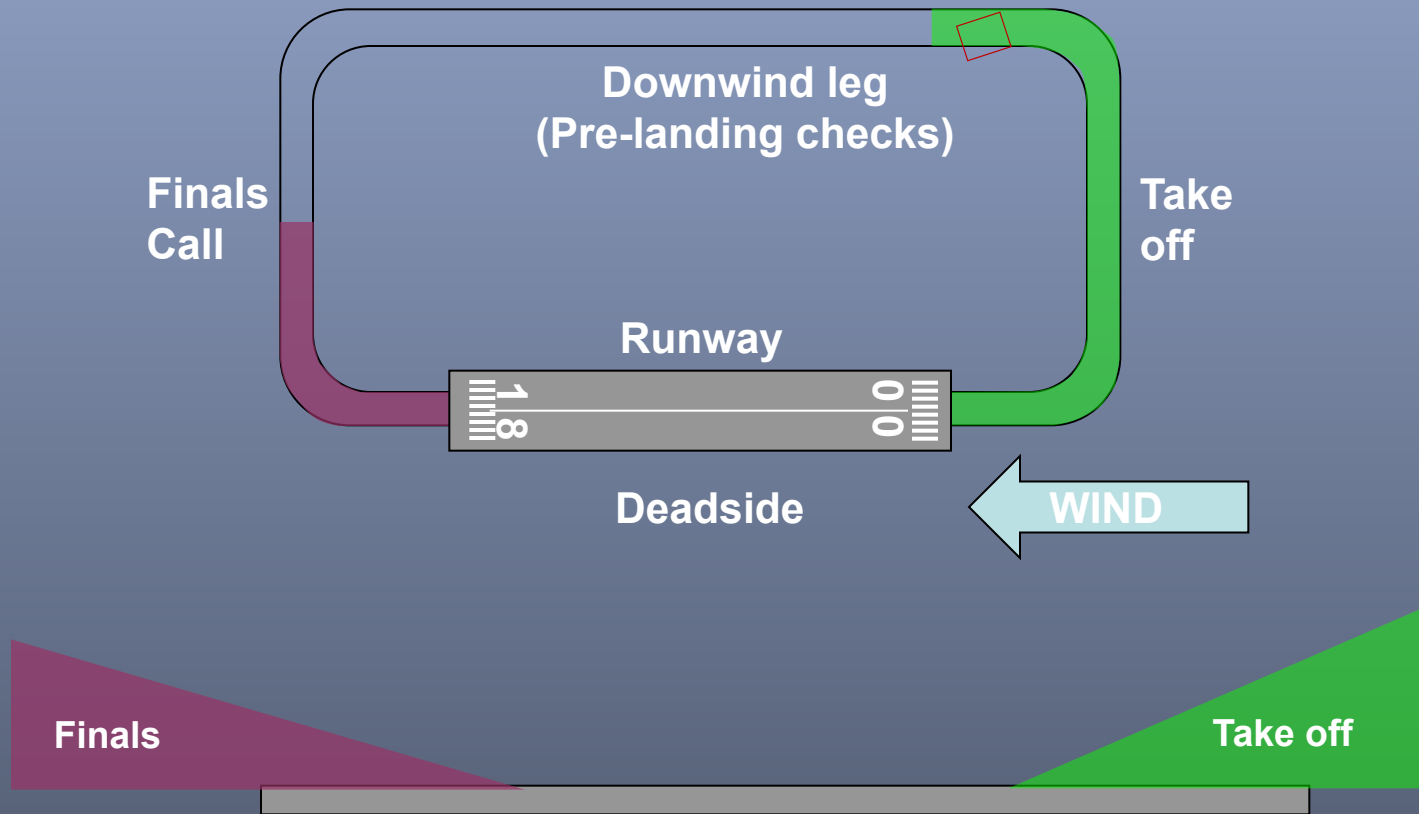 Downwind leg
(Pre-landing checks)
Finals
Call
Take
off
Runway
18
00
Deadside
WIND
Finals
Take off